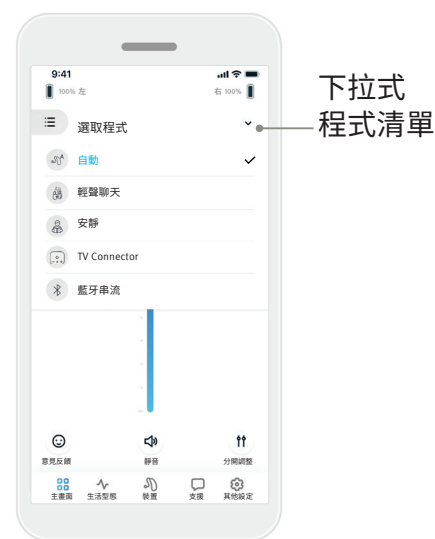 9:41
100% 左
右 100%
選取程式
下拉式
程式清單
自動
輕聲聊天
安靜
TV Connector
藍牙串流
意見反饋
靜音
分開調整
主畫面
生活型態
裝置
支援
其他設定